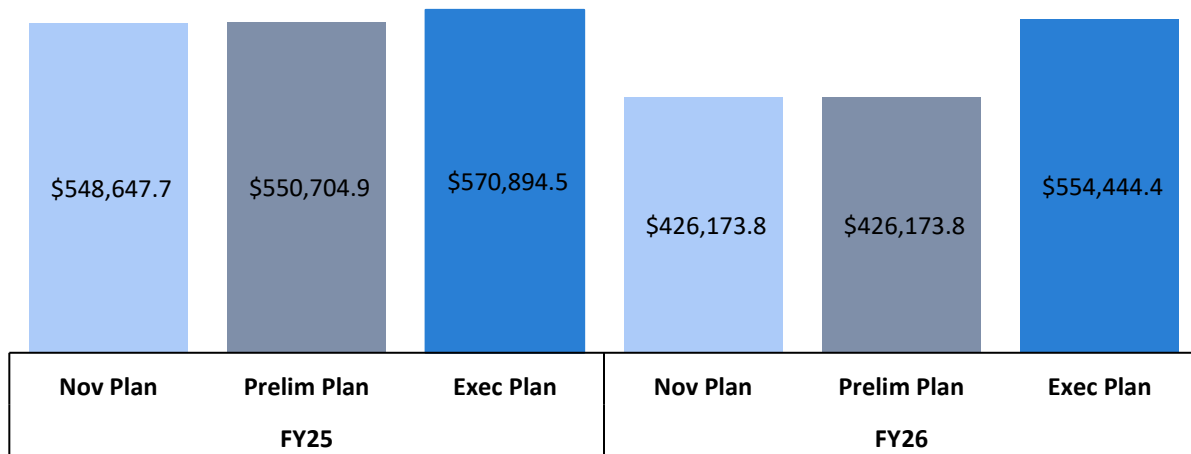 $548,647.7 $550,704.9 $570,894.5 $426,173.8 $426,173.8 $554,444.4
Nov Plan Prelim Plan Exec Plan Nov Plan Prelim Plan Exec Plan
FY25 FY26